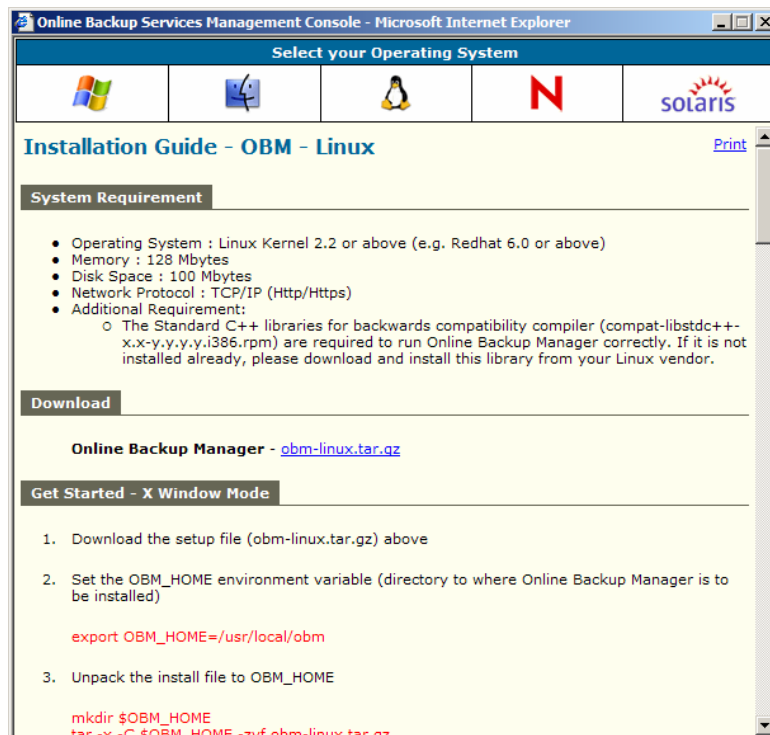 Online Backup Services Management Console - Microsoft Internet Explorer
Select your Operating System
N
solaris
Installation Guide - OBM - Linux
Print
System Requirement
● Operating System : Linux Kernel 2.2 or above (e.g. Redhat 6.0 or above)
● Memory : 128 Mbytes
● Disk Space : 100 Mbytes
● Network Protocol : TCP/IP (Http/Https)
● Additional Requirement:
○ The Standard C++ libraries for backwards compatibility compiler (compat-libstdc++-
x.x-y.y.y.y.i386.rpm) are required to run Online Backup Manager correctly. If it is not
installed already, please download and install this library from your Linux vendor.
Download
Online Backup Manager - obm-linux.tar.gz
Get Started - X Window Mode
1. Download the setup file (obm-linux.tar.gz) above
2. Set the OBM_HOME environment variable (directory to where Online Backup Manager is to
be installed)
export OBM_HOME=/usr/local/obm
3. Unpack the install file to OBM_HOME
mkdir $OBM_HOME
tar -x -C $OBM_HOME -zvf obm-linux.tar.gz